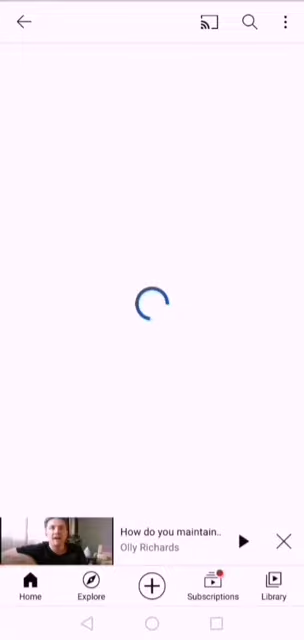 How do you maintain..
Olly Richards
Home
Explore
Subscriptions
Library